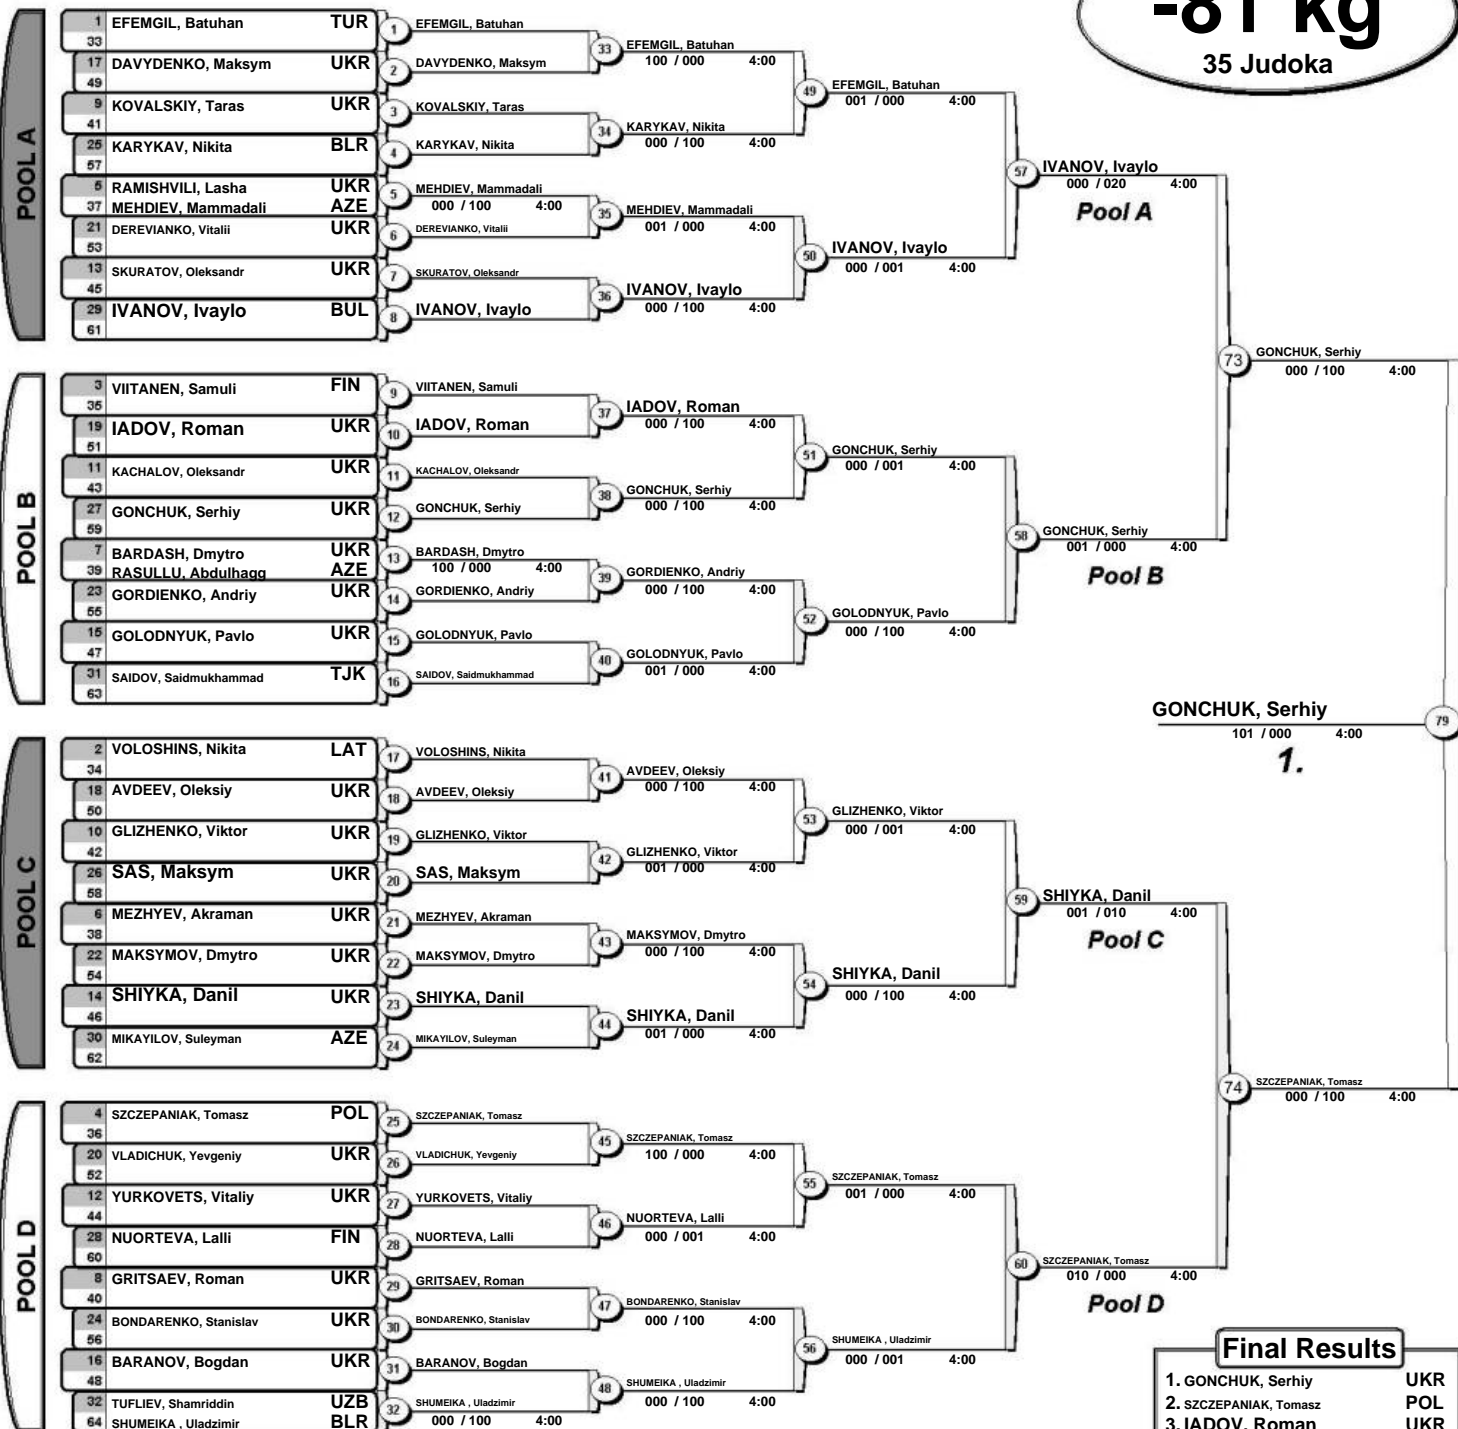 -81 kg
35 Judoka
POOL A
1 EFEMGIL, Batuhan TUR
33
17 DAVYDENKO, Maksym UKR
49
9 KOVALSKIY, Taras UKR
41
25 KARYKAV, Nikita BLR
57
5 RAMISHVILI, Lasha UKR
37 MEHDIEV, Mammadali AZE
21 DEREVIANKO, Vitalii UKR
53
13 SKURATOV, Oleksandr UKR
45
29 IVANOV, Ivaylo BUL
61
1 EFEMGIL, Batuhan
2 DAVYDENKO, Maksym
3 KOVALSKIY, Taras
4 KARYKAV, Nikita
5 MEHDIEV, Mammadali
000 / 100 4:00
6 DEREVIANKO, Vitalii
7 SKURATOV, Oleksandr
8 IVANOV, Ivaylo
33 EFEMGIL, Batuhan
100 / 000 4:00
34 KARYKAV, Nikita
000 / 100 4:00
35 MEHDIEV, Mammadali
001 / 000 4:00
36 IVANOV, Ivaylo
000 / 100 4:00
49 EFEMGIL, Batuhan
001 / 000 4:00
50 IVANOV, Ivaylo
000 / 001 4:00
57 IVANOV, Ivaylo
000 / 020 4:00
Pool A
POOL B
3 VIITANEN, Samuli FIN
35
19 IADOV, Roman UKR
51
11 KACHALOV, Oleksandr UKR
43
27 GONCHUK, Serhiy UKR
59
7 BARDASH, Dmytro UKR
39 RASULLU, Abdulhagg AZE
23 GORDIENKO, Andriy UKR
55
15 GOLODNYUK, Pavlo UKR
47
31 SAIDOV, Saidmukhammad TJK
63
9 VIITANEN, Samuli
10 IADOV, Roman
11 KACHALOV, Oleksandr
12 GONCHUK, Serhiy
13 BARDASH, Dmytro
100 / 000 4:00
14 GORDIENKO, Andriy
15 GOLODNYUK, Pavlo
16 SAIDOV, Saidmukhammad
37 IADOV, Roman
000 / 100 4:00
38 GONCHUK, Serhiy
000 / 100 4:00
39 GORDIENKO, Andriy
000 / 100 4:00
40 GOLODNYUK, Pavlo
001 / 000 4:00
51 GONCHUK, Serhiy
000 / 001 4:00
52 GOLODNYUK, Pavlo
000 / 100 4:00
58 GONCHUK, Serhiy
001 / 000 4:00
Pool B
73 GONCHUK, Serhiy
000 / 100 4:00
GONCHUK, Serhiy 79
101 / 000 4:00
1.
POOL C
2 VOLOSHINS, Nikita LAT
34
18 AVDEEV, Oleksiy UKR
50
10 GLIZHENKO, Viktor UKR
42
26 SAS, Maksym UKR
58
6 MEZHYEV, Akraman UKR
38
22 MAKSYMOV, Dmytro UKR
54
14 SHIYKA, Danil UKR
46
30 MIKAYILOV, Suleyman AZE
62
17 VOLOSHINS, Nikita
18 AVDEEV, Oleksiy
19 GLIZHENKO, Viktor
20 SAS, Maksym
21 MEZHYEV, Akraman
22 MAKSYMOV, Dmytro
23 SHIYKA, Danil
24 MIKAYILOV, Suleyman
41 AVDEEV, Oleksiy
000 / 100 4:00
42 GLIZHENKO, Viktor
001 / 000 4:00
43 MAKSYMOV, Dmytro
000 / 100 4:00
44 SHIYKA, Danil
001 / 000 4:00
53 GLIZHENKO, Viktor
000 / 001 4:00
54 SHIYKA, Danil
000 / 100 4:00
59 SHIYKA, Danil
001 / 010 4:00
Pool C
POOL D
4 SZCZEPANIAK, Tomasz POL
36
20 VLADICHUK, Yevgeniy UKR
52
12 YURKOVETS, Vitaliy UKR
44
28 NUORTEVA, Lalli FIN
60
8 GRITSAEV, Roman UKR
40
24 BONDARENKO, Stanislav UKR
56
16 BARANOV, Bogdan UKR
48
32 TUFLIEV, Shamriddin UZB
64 SHUMEIKA , Uladzimir BLR
25 SZCZEPANIAK, Tomasz
26 VLADICHUK, Yevgeniy
27 YURKOVETS, Vitaliy
28 NUORTEVA, Lalli
29 GRITSAEV, Roman
30 BONDARENKO, Stanislav
31 BARANOV, Bogdan
32 SHUMEIKA , Uladzimir
000 / 100 4:00
45 SZCZEPANIAK, Tomasz
100 / 000 4:00
46 NUORTEVA, Lalli
000 / 001 4:00
47 BONDARENKO, Stanislav
000 / 100 4:00
48 SHUMEIKA , Uladzimir
000 / 100 4:00
55 SZCZEPANIAK, Tomasz
001 / 000 4:00
56 SHUMEIKA , Uladzimir
000 / 001 4:00
60 SZCZEPANIAK, Tomasz
010 / 000 4:00
Pool D
74 SZCZEPANIAK, Tomasz
000 / 100 4:00
Final Results
1. GONCHUK, Serhiy UKR
2. SZCZEPANIAK, Tomasz POL
3. IADOV, Roman UKR